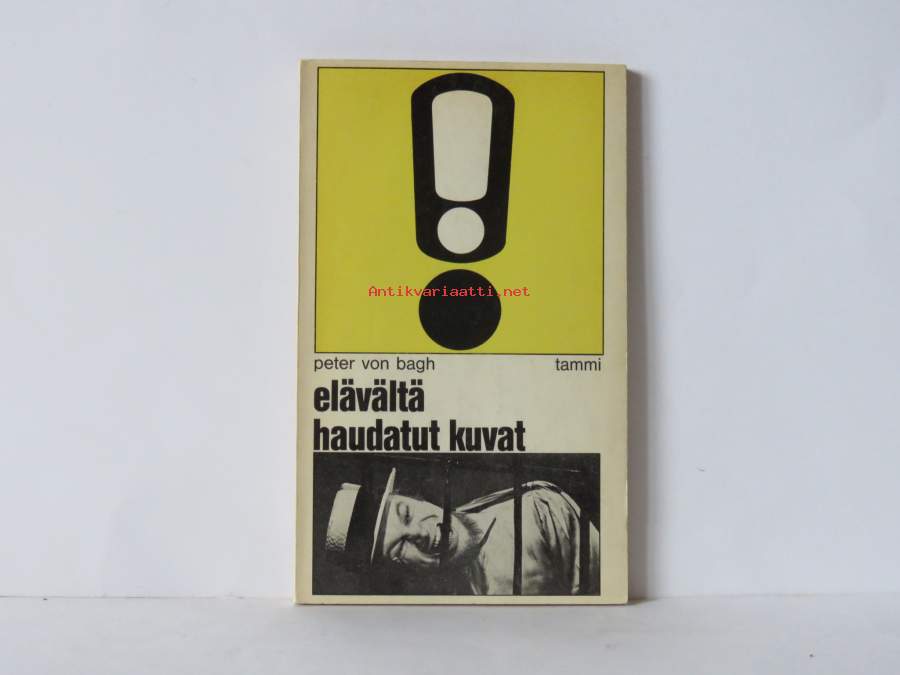 Antikvariaatti.net
peter von bagh tammi
elävältä
haudatut kuvat